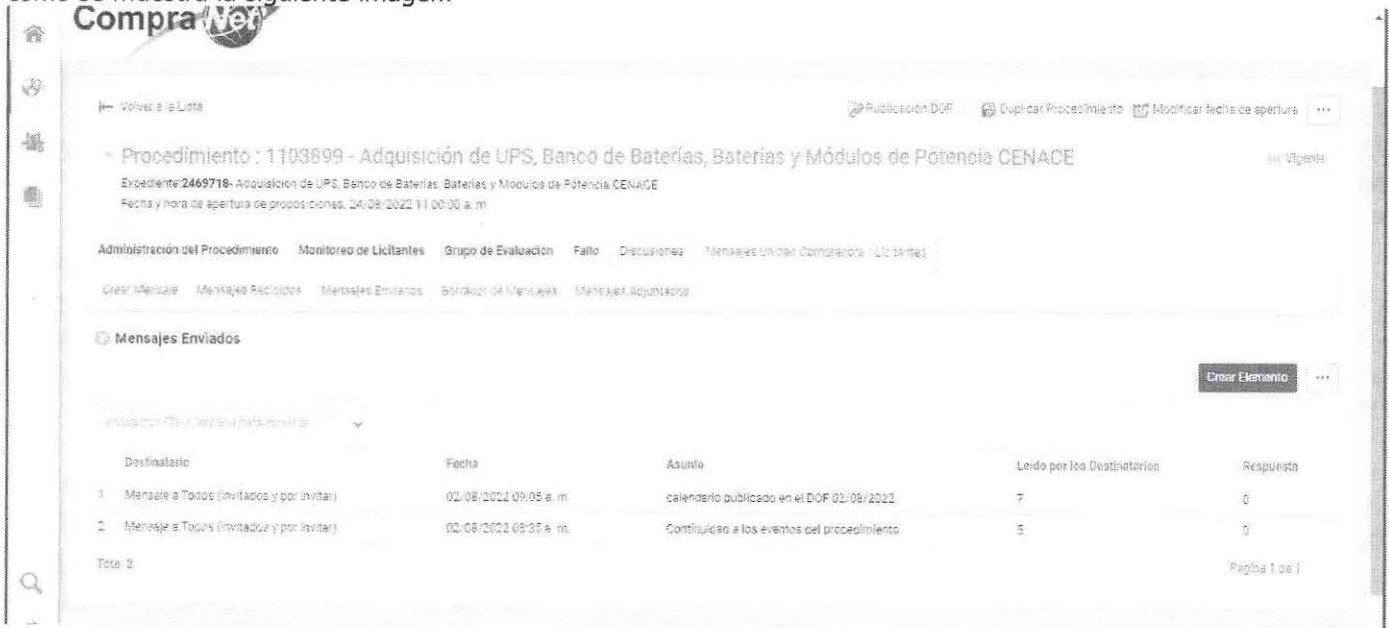 como se muestra la siguiente imagen:
CompraNet
Volver a la Lista
Publicación DOF Duplicar Procedimiento Modificar fecha de apertura ...
Procedimiento : 1103899 - Adquisición de UPS, Banco de Baterías, Baterias y Módulos de Potencia CENACE Vigente
Expediente:2469718- Adquisición de UPS, Banco de Baterías, Baterias y Módulos de Potencia CENACE
Fecha y hora de apertura de proposiciones: 24/08/2022 11:00:00 a. m.
Administración del Procedimiento Monitoreo de Licitantes Grupo de Evaluación Fallo Discusiones Mensajes Unidad Compradora / Licitantes
Crear Mensaje Mensajes Recibidos Mensajes Enviados Borrador de Mensajes Mensajes Adjuntados
Mensajes Enviados
Crear Elemento ...
Destinatario Fecha Asunto Leído por los Destinatarios Respuesta
1. Mensaje a Todos (Invitados y por invitar) 02/08/2022 09:05 a. m. calendario publicado en el DOF 02/08/2022 7 0
2. Mensaje a Todos (Invitados y por invitar) 02/08/2022 08:35 a. m. Continuidad a los eventos del procedimiento 5 0
Total 2 Página 1 de 1